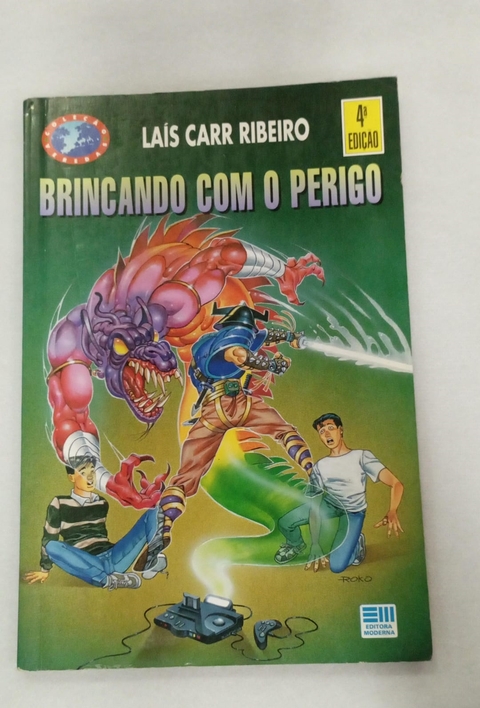 LAÍS CARR RIBEIRO
4ª
EDIÇÃO
BRINCANDO COM O PERIGO
ROKO
EDITORA
MODERNA